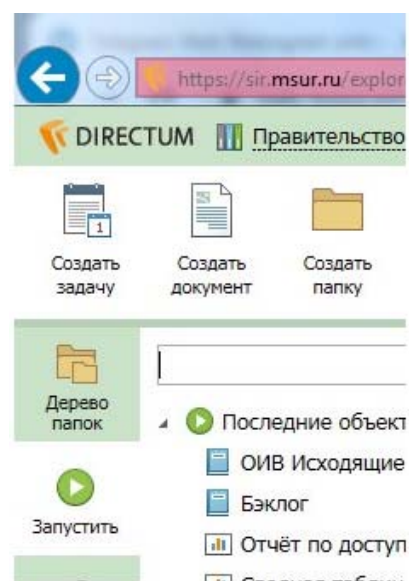 https://sir.msur.ru/explor
DIRECTUM Правительство
Создать задачу
Создать документ
Создать папку
Дерево папок
Последние объект
ОИВ Исходящие
Бэклог
Запустить
Отчёт по доступ